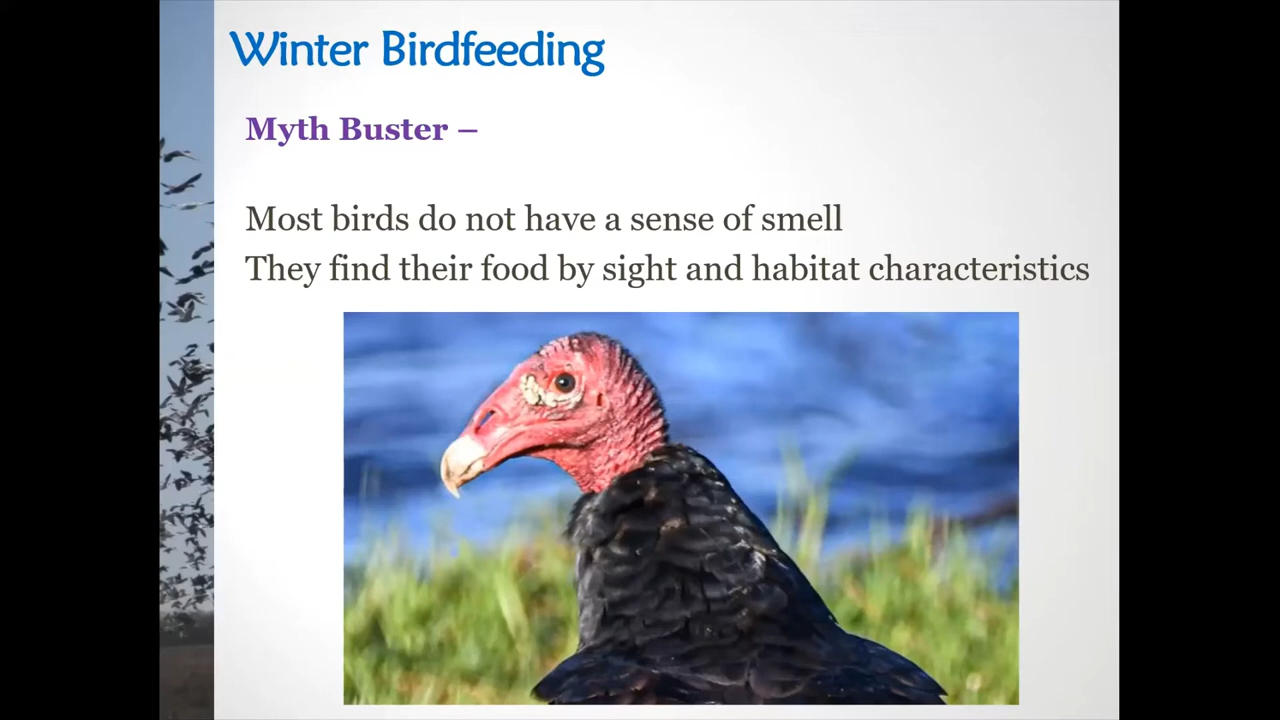 Winter Birdfeeding
Myth Buster –
Most birds do not have a sense of smell
They find their food by sight and habitat characteristics